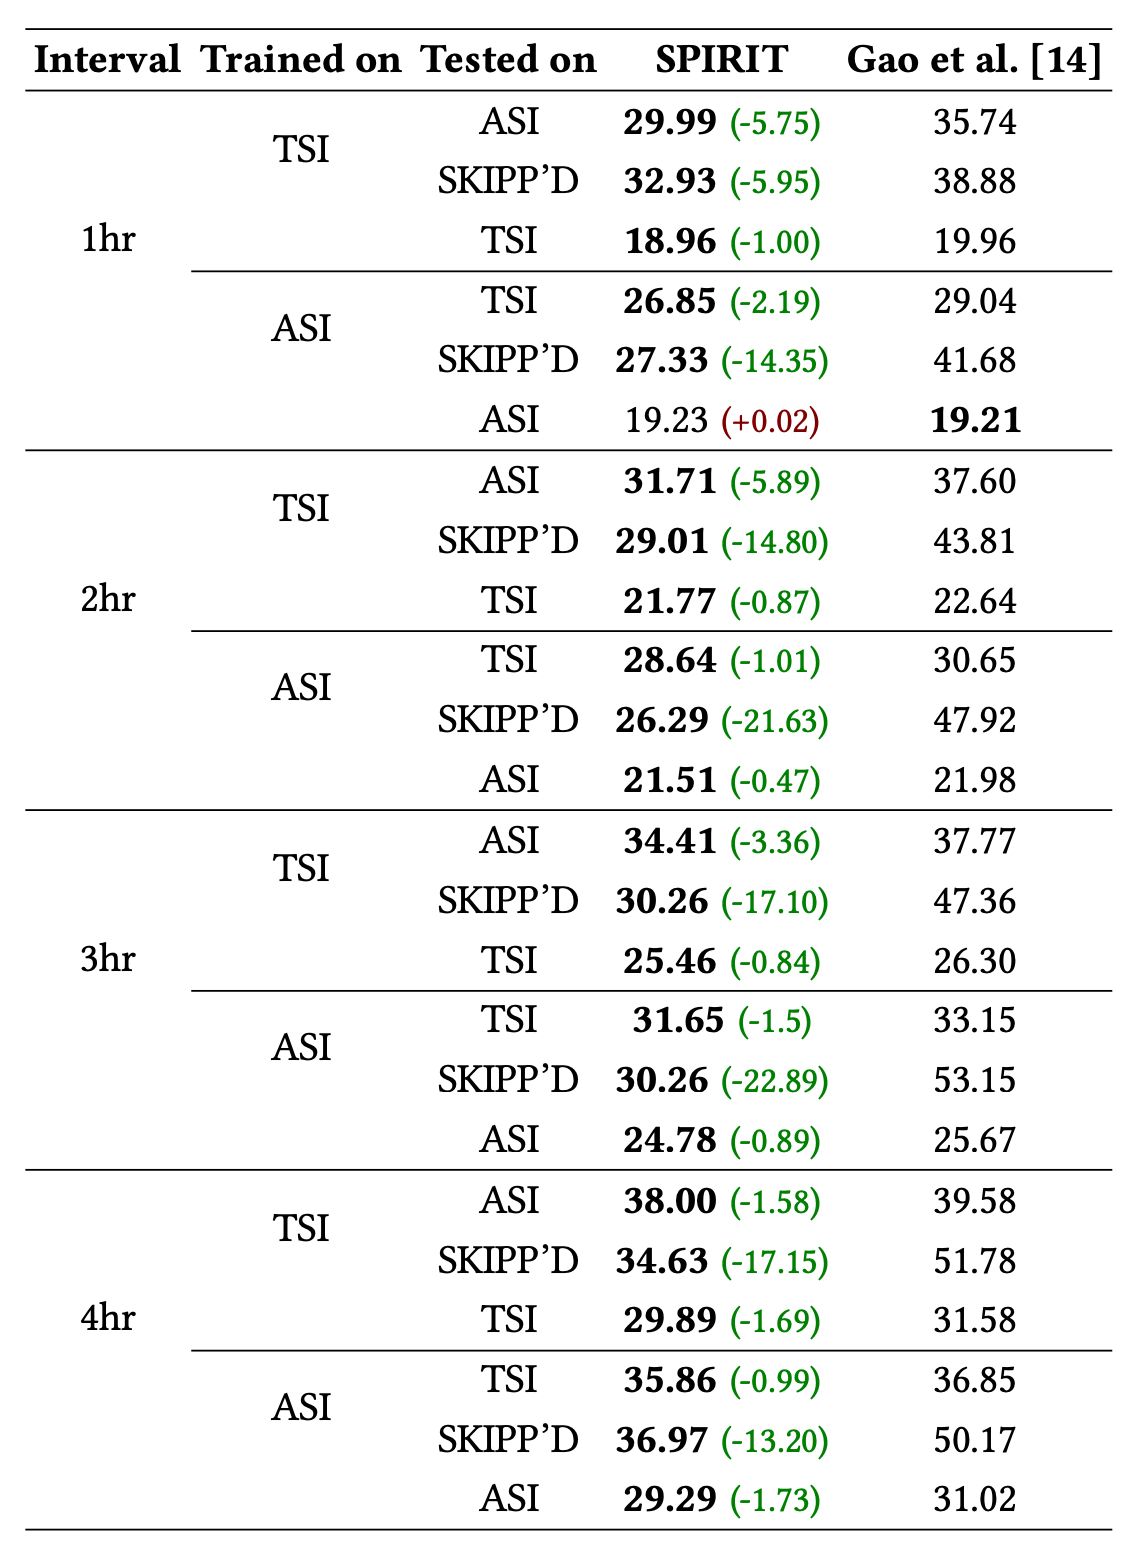 Interval Trained on Tested on SPIRIT Gao et al. [14]
1hr
TSI
ASI 29.99 (-5.75) 35.74
SKIPP’D 32.93 (-5.95) 38.88
TSI 18.96 (-1.00) 19.96
ASI
TSI 26.85 (-2.19) 29.04
SKIPP’D 27.33 (-14.35) 41.68
ASI 19.23 (+0.02) 19.21
2hr
TSI
ASI 31.71 (-5.89) 37.60
SKIPP’D 29.01 (-14.80) 43.81
TSI 21.77 (-0.87) 22.64
ASI
TSI 28.64 (-1.01) 30.65
SKIPP’D 26.29 (-21.63) 47.92
ASI 21.51 (-0.47) 21.98
3hr
TSI
ASI 34.41 (-3.36) 37.77
SKIPP’D 30.26 (-17.10) 47.36
TSI 25.46 (-0.84) 26.30
ASI
TSI 31.65 (-1.5) 33.15
SKIPP’D 30.26 (-22.89) 53.15
ASI 24.78 (-0.89) 25.67
4hr
TSI
ASI 38.00 (-1.58) 39.58
SKIPP’D 34.63 (-17.15) 51.78
TSI 29.89 (-1.69) 31.58
ASI
TSI 35.86 (-0.99) 36.85
SKIPP’D 36.97 (-13.20) 50.17
ASI 29.29 (-1.73) 31.02